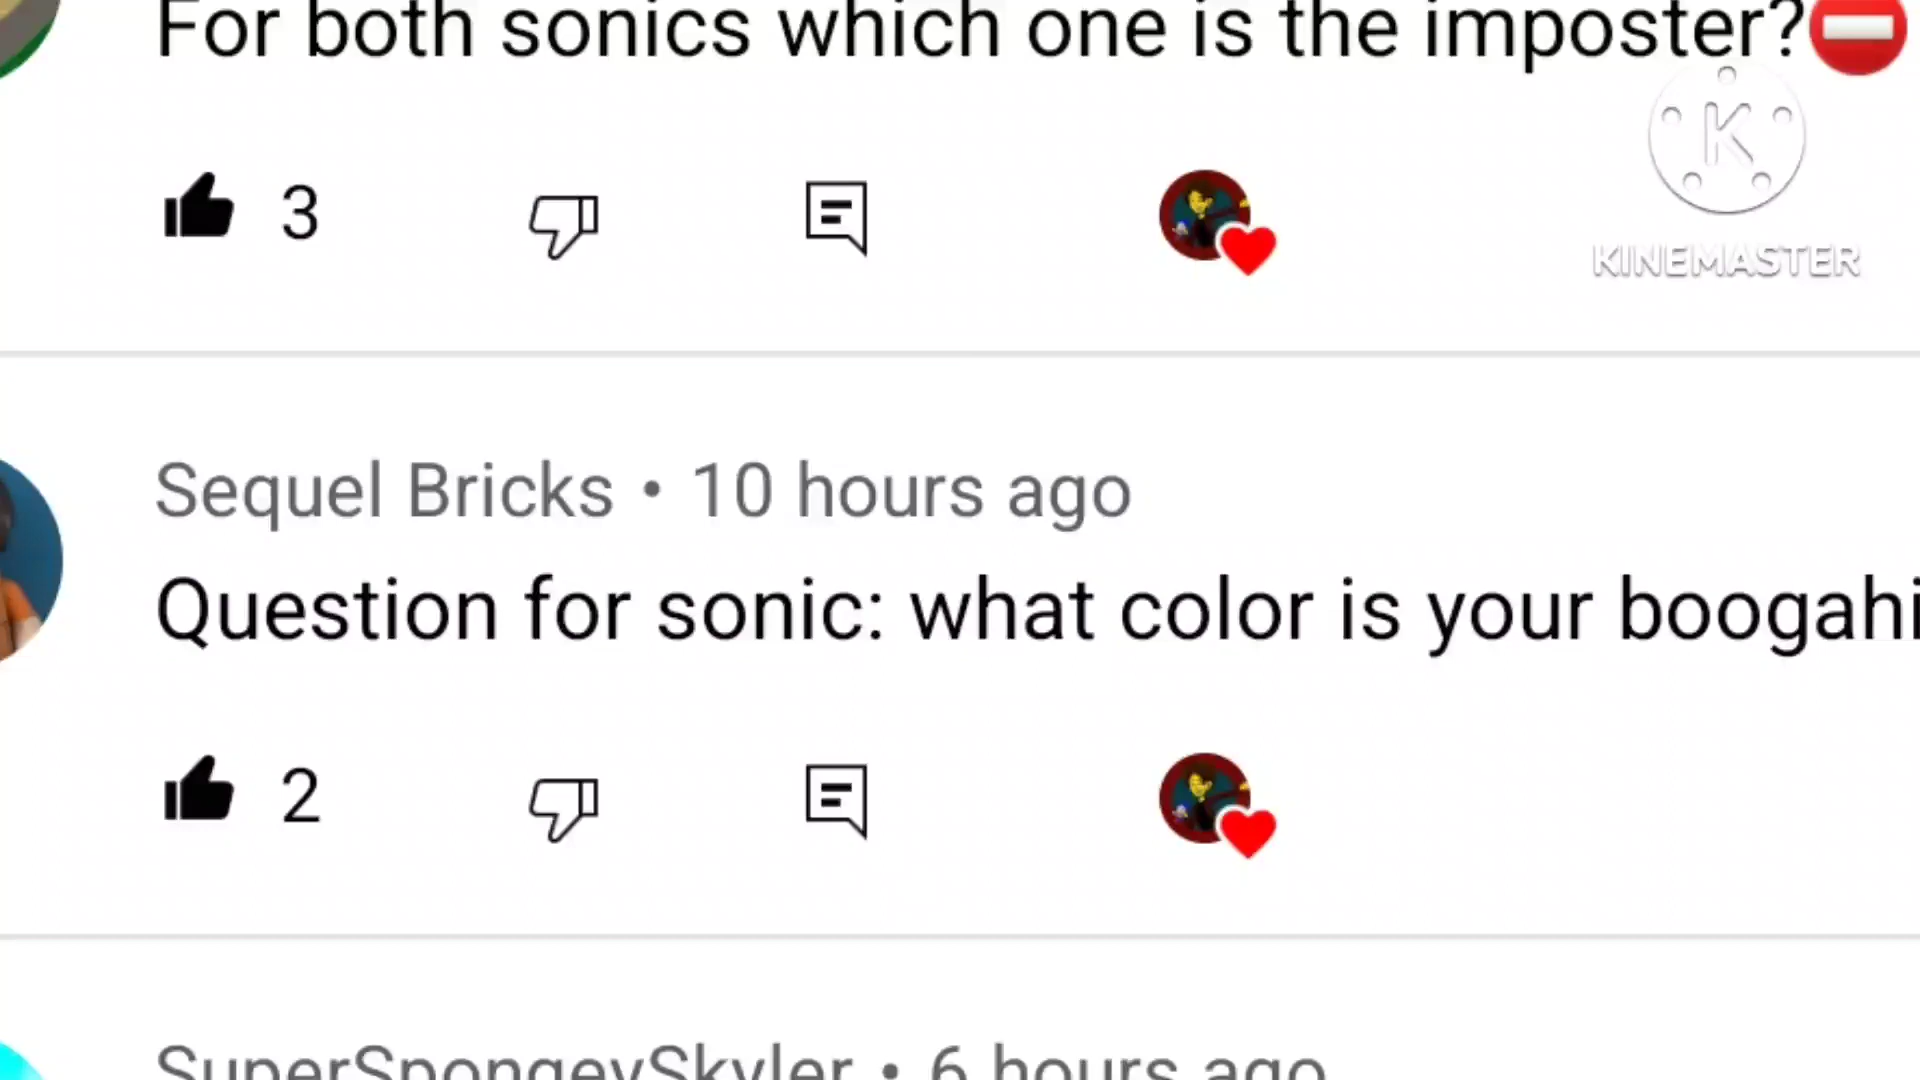 For both sonics which one is the imposter?⛔
3
K
KINEMASTER
Sequel Bricks • 10 hours ago
Question for sonic: what color is your boogahi
2
SuperSpongeySkyler • 6 hours ago